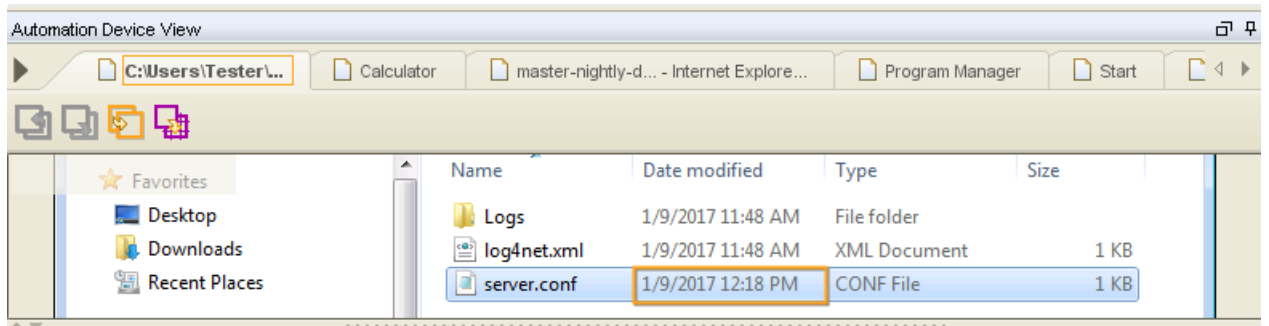 Automation Device View
C:\Users\Tester\... Calculator master-nightly-d... - Internet Explore... Program Manager Start
Name Date modified Type Size
Favorites
Desktop Logs 1/9/2017 11:48 AM File folder
Downloads log4net.xml 1/9/2017 11:48 AM XML Document 1 KB
Recent Places server.conf 1/9/2017 12:18 PM CONF File 1 KB